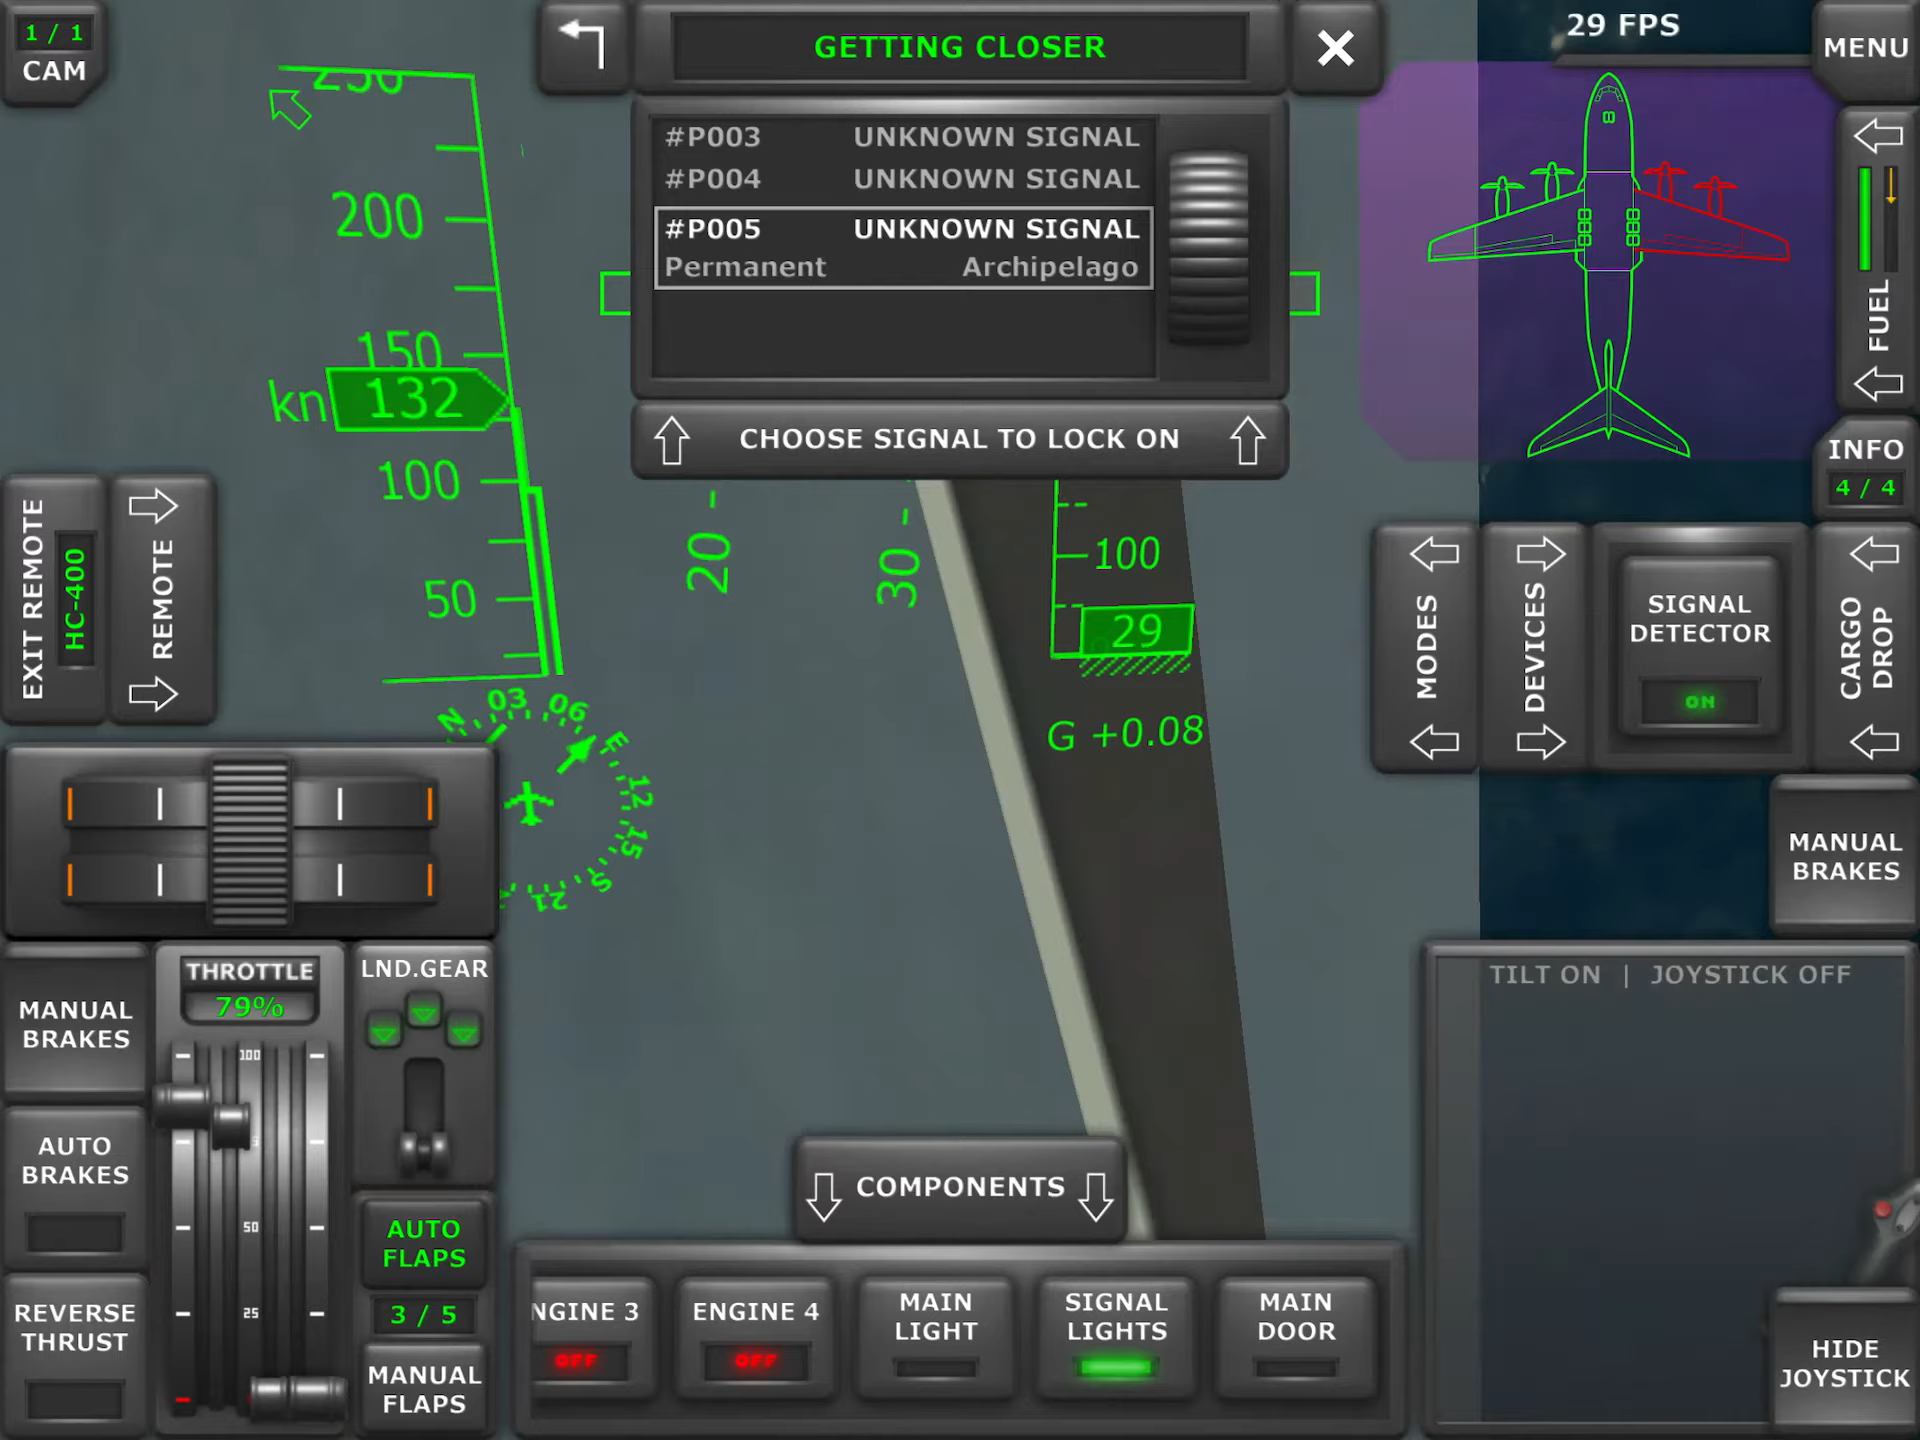 1 / 1
CAM
GETTING CLOSER
29 FPS
MENU
#P003 UNKNOWN SIGNAL
#P004 UNKNOWN SIGNAL
#P005 UNKNOWN SIGNAL
Permanent Archipelago
CHOOSE SIGNAL TO LOCK ON
250
200
150
kn 132
100
50
20
30
100
29
G +0.08
FUEL
INFO
4 / 4
EXIT REMOTE
HC-400
REMOTE
MODES
DEVICES
SIGNAL
DETECTOR
ON
CARGO
DROP
N 03 06 E 12 15 S 21
MANUAL
BRAKES
THROTTLE
79%
100
50
25
LND.GEAR
MANUAL
BRAKES
AUTO
BRAKES
REVERSE
THRUST
AUTO
FLAPS
3 / 5
MANUAL
FLAPS
COMPONENTS
NGINE 3
OFF
ENGINE 4
OFF
MAIN
LIGHT
SIGNAL
LIGHTS
MAIN
DOOR
TILT ON | JOYSTICK OFF
HIDE
JOYSTICK